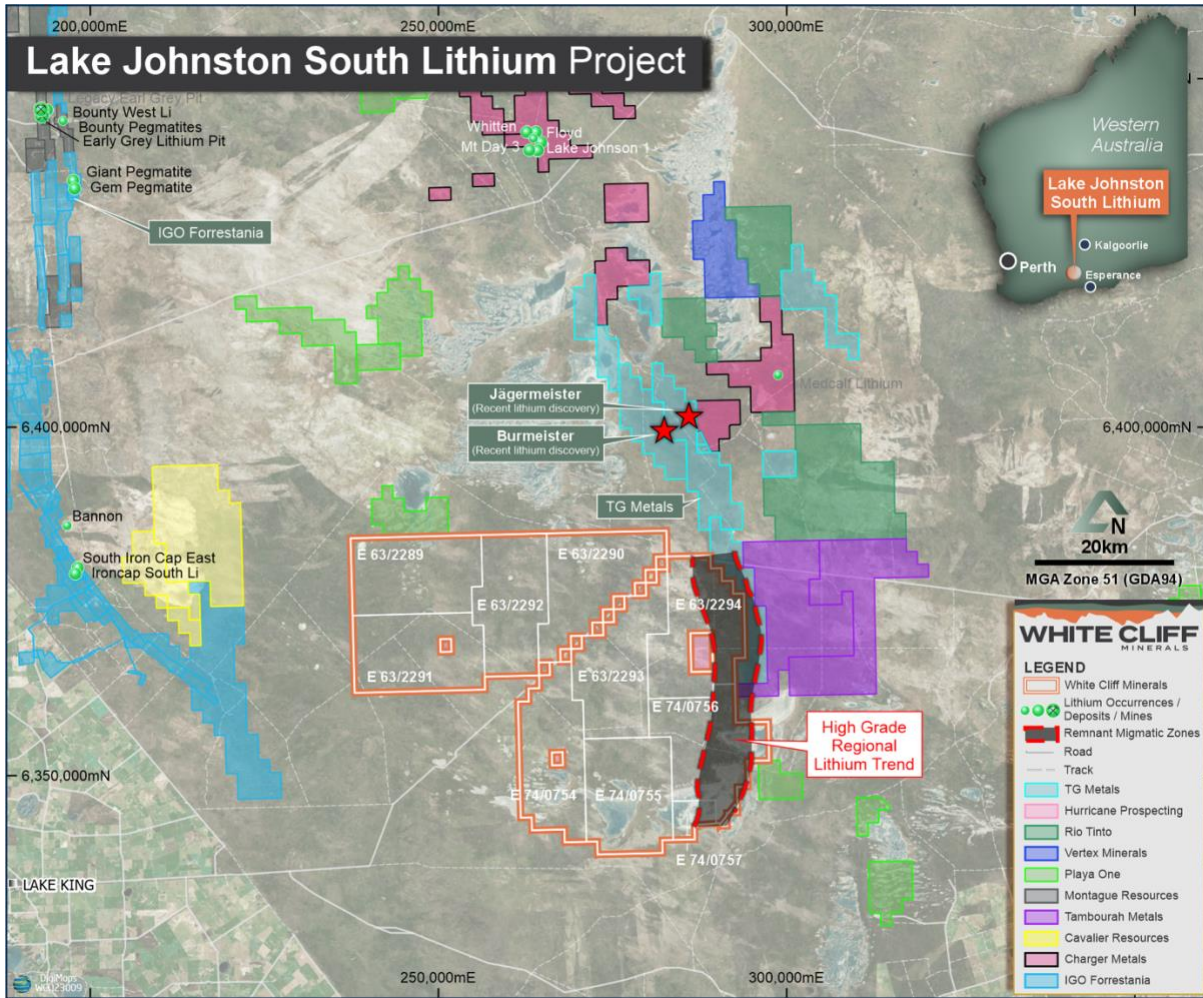 200,000mE
250,000mE
300,000mE
Lake Johnston South Lithium Project
Legacy Earl Grey Pit
Bounty West Li
Bounty Pegmatites
Early Grey Lithium Pit
Giant Pegmatite
Gem Pegmatite
IGO Forrestania
Whitten
Floyd
Mt Day 3
Lake Johnson 1
Western
Australia
Lake Johnston
South Lithium
Kalgoorlie
Perth
Esperance
Jägermeister
(Recent lithium discovery)
Burmeister
(Recent lithium discovery)
Medcalf Lithium
6,400,000mN
6,400,000mN
TG Metals
Bannon
South Iron Cap East
Ironcap South Li
E 63/2289
E 63/2290
E 63/2292
E 63/2294
E 63/2291
E 63/2293
E 74/0756
High Grade
Regional
Lithium Trend
6,350,000mN
E 74/0754
E 74/0755
E 74/0757
LAKE KING
N
20km
MGA Zone 51 (GDA94)
WHITE CLIFF
MINERALS
LEGEND
White Cliff Minerals
Lithium Occurrences /
Deposits / Mines
Remnant Migmatic Zones
Road
Track
TG Metals
Hurricane Prospecting
Rio Tinto
Vertex Minerals
Playa One
Montague Resources
Tambourah Metals
Cavalier Resources
Charger Metals
IGO Forrestania
DigiMaps
WCU23009
250,000mE
300,000mE